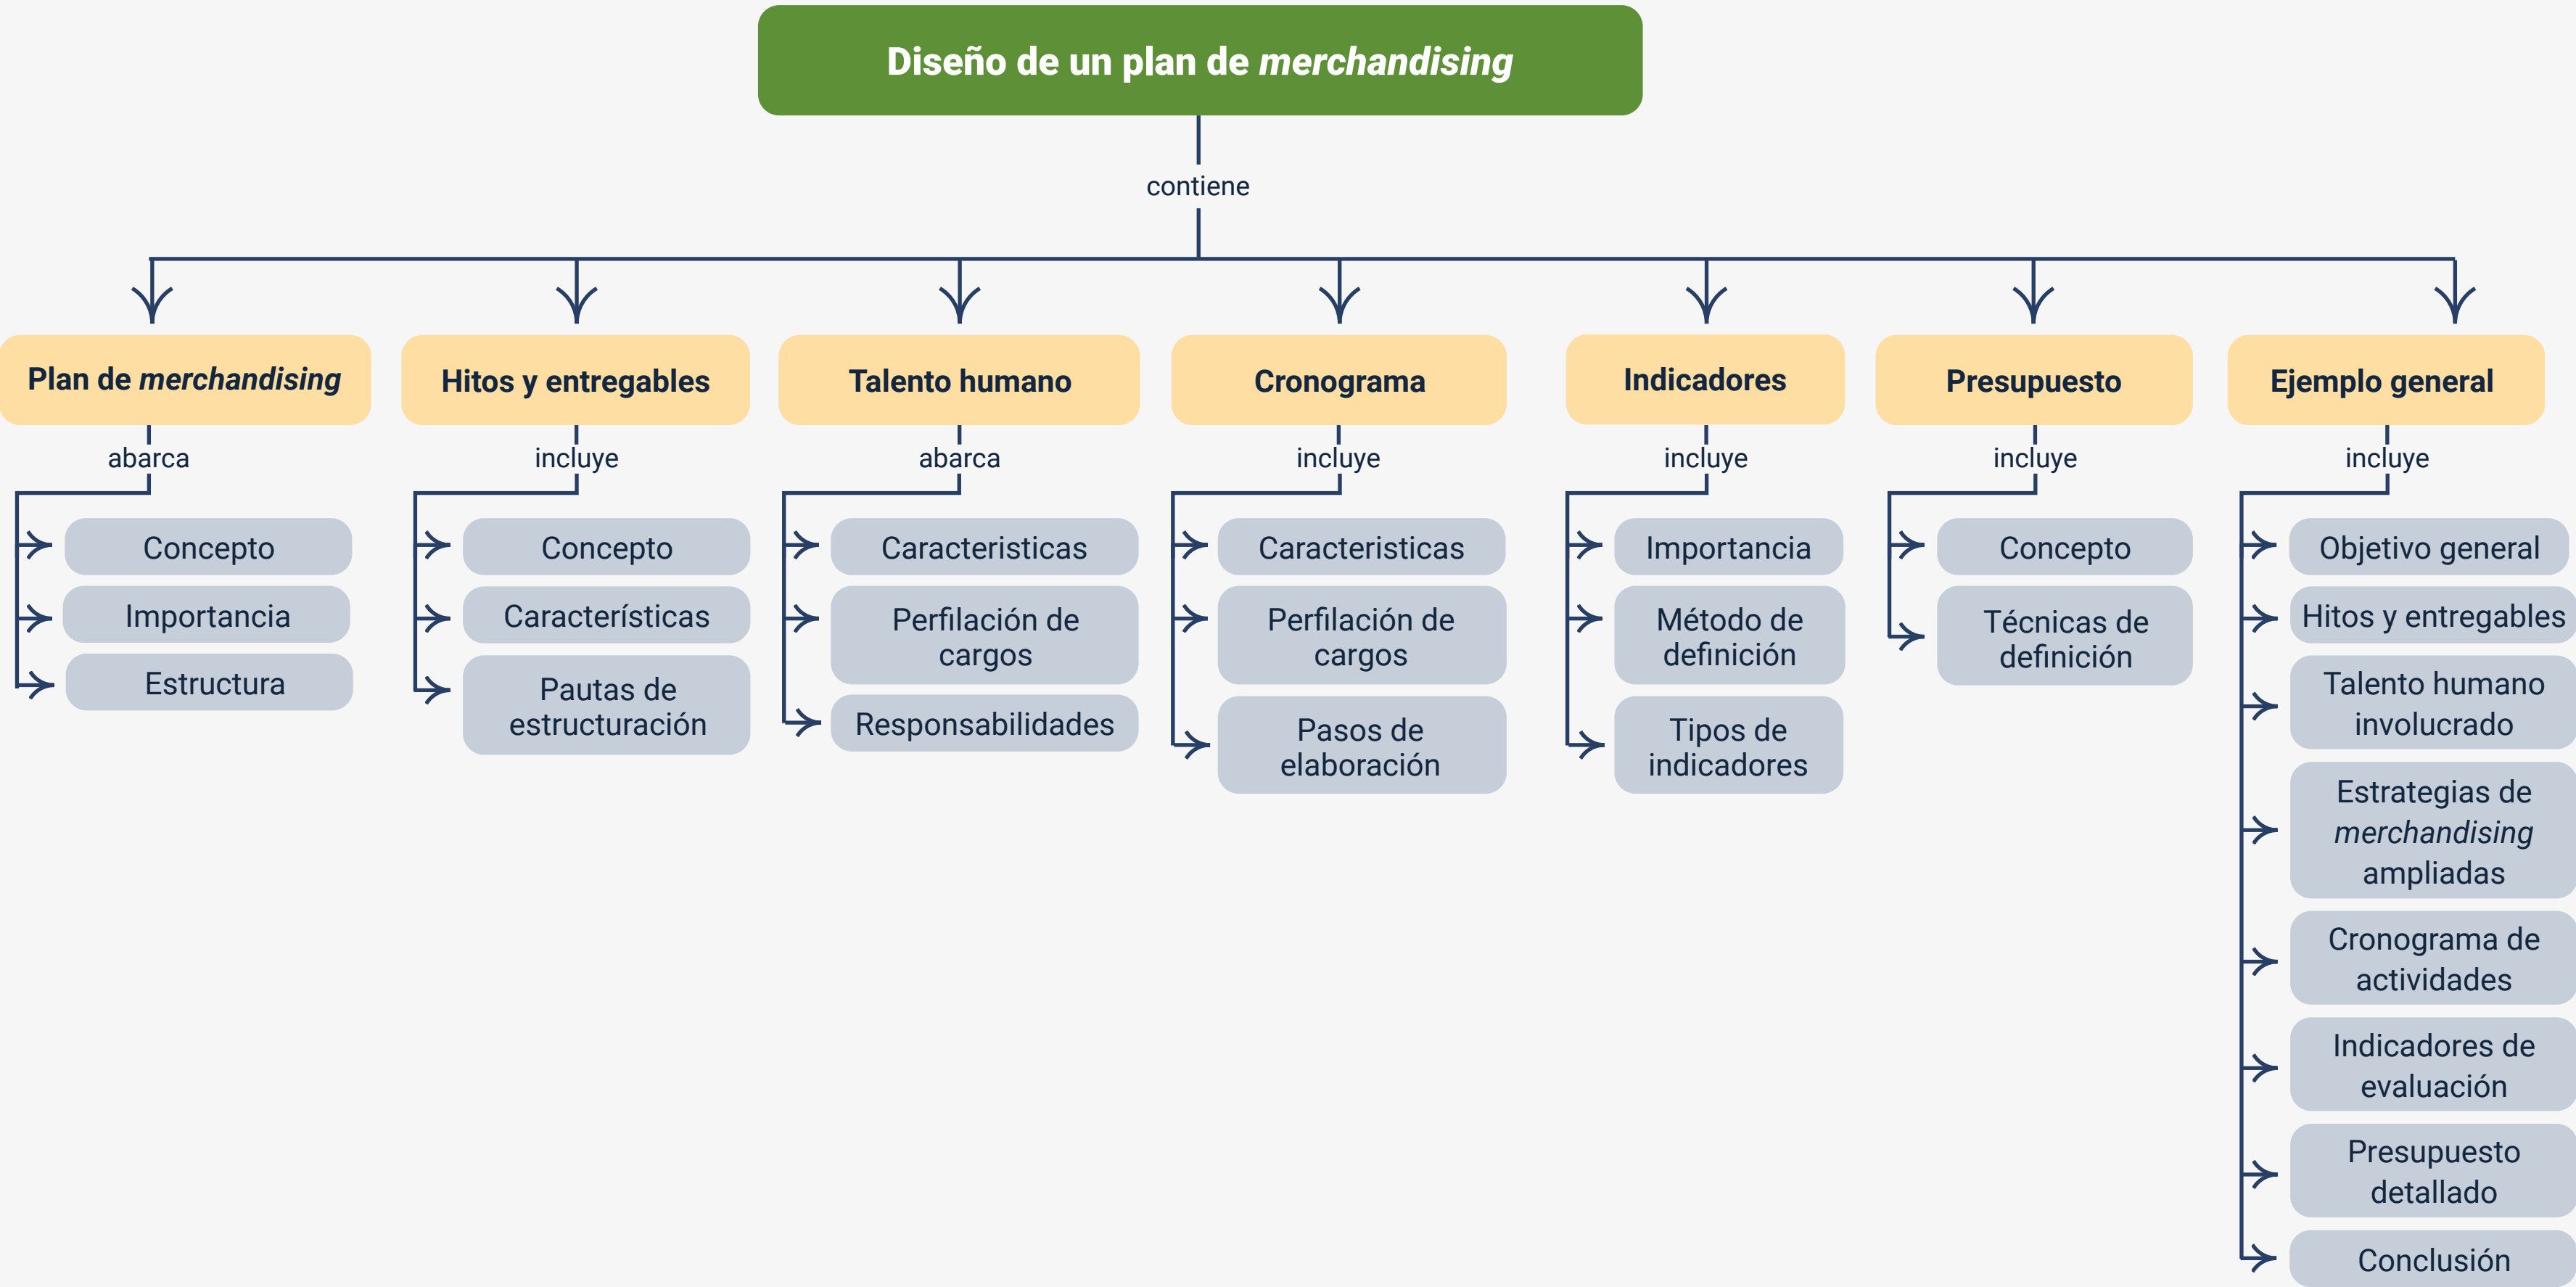 Diseño de un plan de merchandising
contiene
Plan de merchandising
abarca
Concepto
Importancia
Estructura
Hitos y entregables
incluye
Concepto
Características
Pautas de
estructuración
Talento humano
abarca
Caracteristicas
Perfilación de
cargos
Responsabilidades
Cronograma
incluye
Caracteristicas
Perfilación de
cargos
Pasos de
elaboración
Indicadores
incluye
Importancia
Método de
definición
Tipos de
indicadores
Presupuesto
incluye
Concepto
Técnicas de
definición
Ejemplo general
incluye
Objetivo general
Hitos y entregables
Talento humano
involucrado
Estrategias de
merchandising
ampliadas
Cronograma de
actividades
Indicadores de
evaluación
Presupuesto
detallado
Conclusión